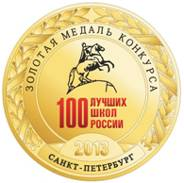 ЗОЛОТАЯ МЕДАЛЬ КОНКУРСА
100 ЛУЧШИХ
ШКОЛ
РОССИИ
2013
САНКТ-ПЕТЕРБУРГ